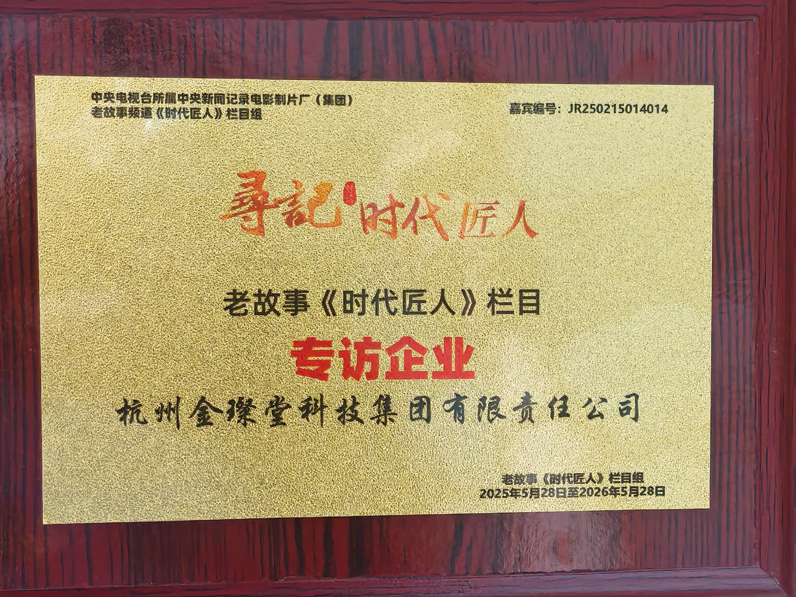 中央电视台所属中央新闻记录电影制片厂（集团）
老故事频道《时代匠人》栏目组
嘉宾编号：JR250215014014
尋記 时代匠人
老故事《时代匠人》栏目
专访企业
杭州金璨堂科技集团有限责任公司
老故事《时代匠人》栏目组
2025年5月28日至2026年5月28日